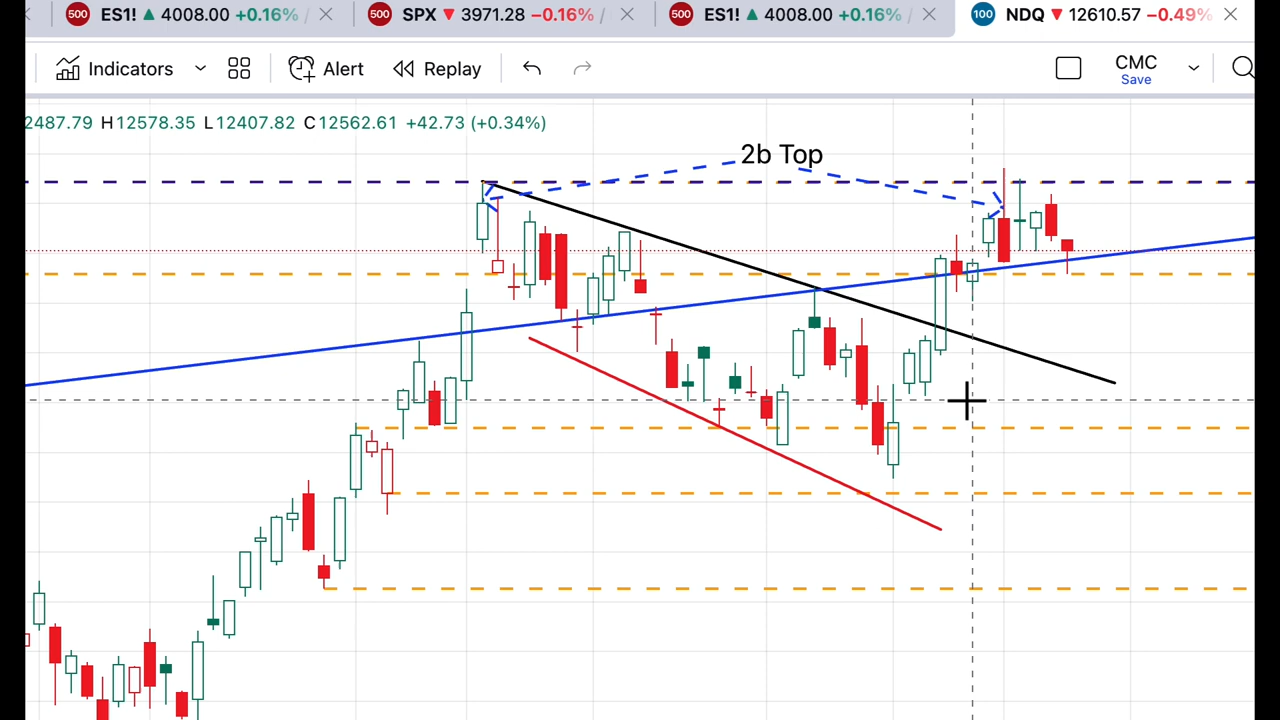 500 ES1! ▲ 4008.00 +0.16% / 500 SPX ▼ 3971.28 −0.16% / 500 ES1! ▲ 4008.00 +0.16% / 100 NDQ ▼ 12610.57 −0.49%
Indicators Alert Replay CMC
Save
2487.79 H12578.35 L12407.82 C12562.61 +42.73 (+0.34%)
2b Top